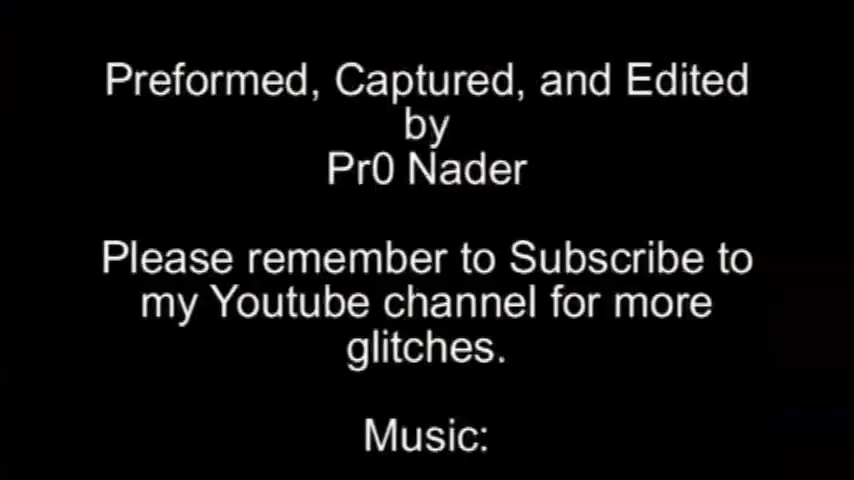 Preformed, Captured, and Edited
by
Pr0 Nader
Please remember to Subscribe to
my Youtube channel for more
glitches.
Music: